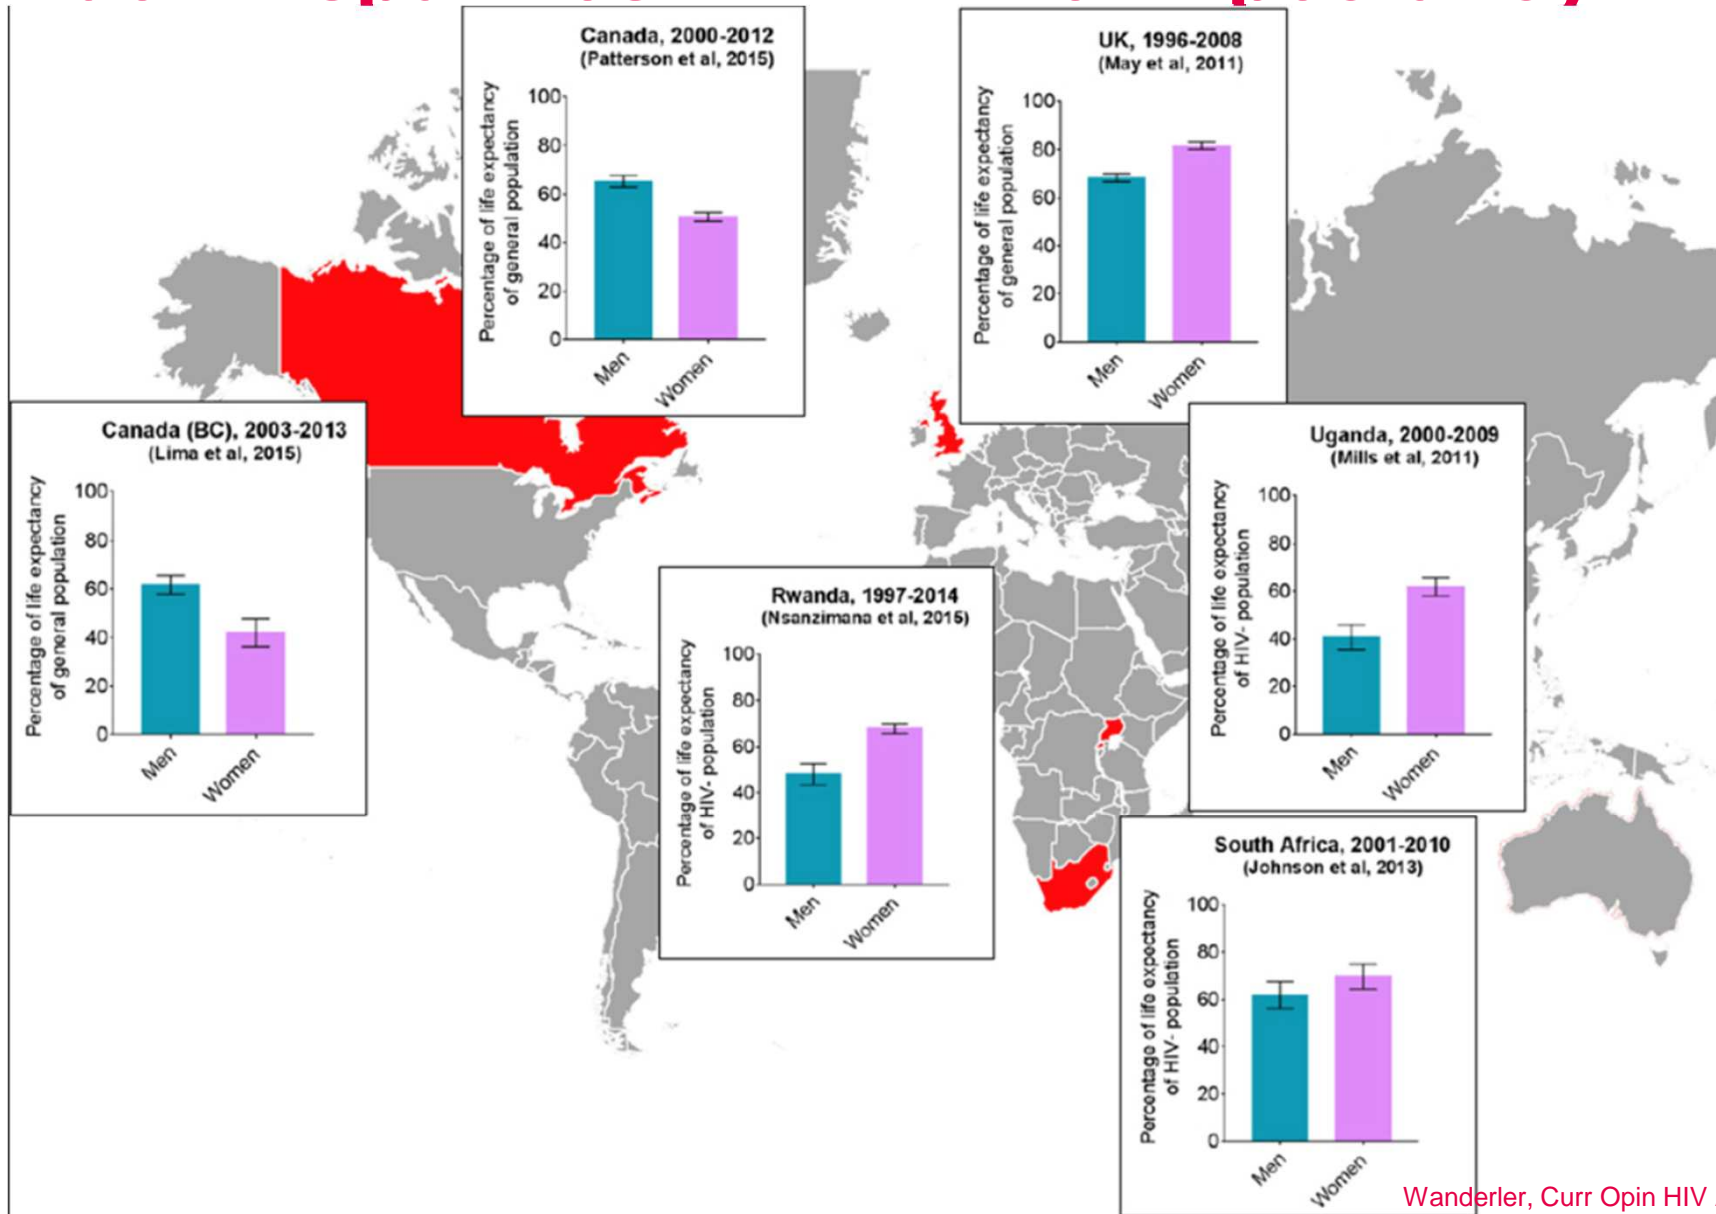 Canada, 2000-2012
(Patterson et al, 2015)
Percentage of life expectancy
of general population
100
80
60
40
20
0
Men
Women
UK, 1996-2008
(May et al, 2011)
Percentage of life expectancy
of general population
100
80
60
40
20
0
Men
Women
Canada (BC), 2003-2013
(Lima et al, 2015)
Percentage of life expectancy
of general population
100
80
60
40
20
0
Men
Women
Uganda, 2000-2009
(Mills et al, 2011)
Percentage of life expectancy
of HIV- population
100
80
60
40
20
0
Men
Women
Rwanda, 1997-2014
(Nsanzimana et al, 2015)
Percentage of life expectancy
of HIV- population
100
80
60
40
20
0
Men
Women
South Africa, 2001-2010
(Johnson et al, 2013)
Percentage of life expectancy
of HIV- population
100
80
60
40
20
0
Men
Women
Wanderler, Curr Opin HIV